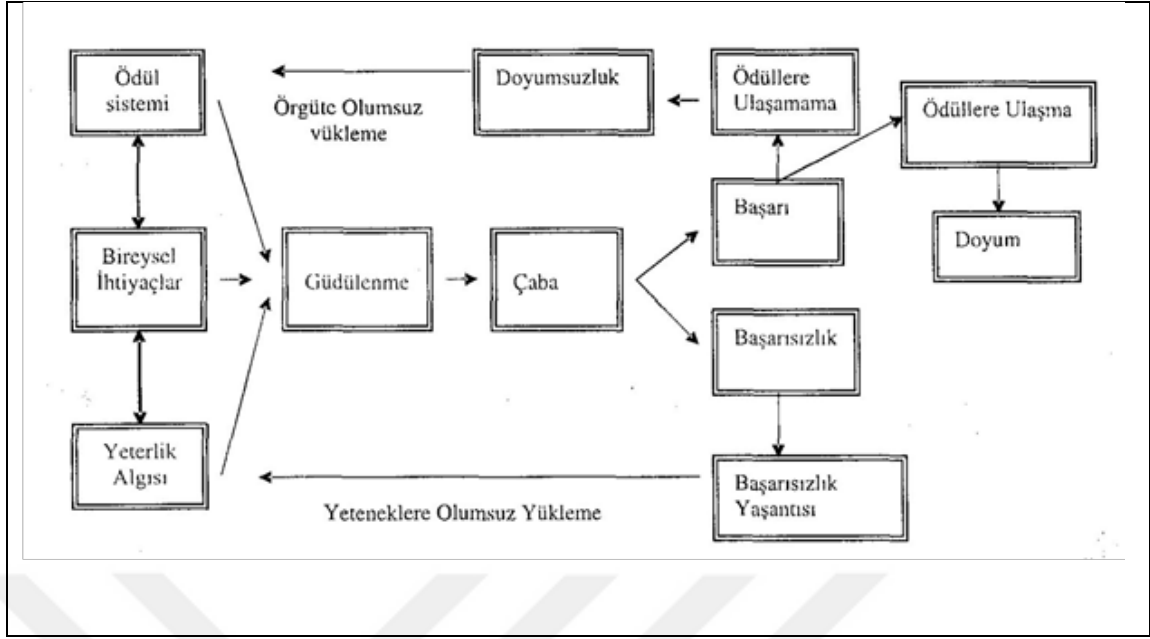 Ödül
sistemi
Doyumsuzluk
Örgütc Olumsuz
vükleme
Ödüllere
Ulaşamama
Ödüllere Ulaşma
Başarı
Doyum
Bireysel
İhtiyaçlar
Güdülenme
Çaba
Başarısızlık
Yeterlik
Algısı
Yeteneklere Olumsuz Yükleme
Başarısızlık
Yaşantısı